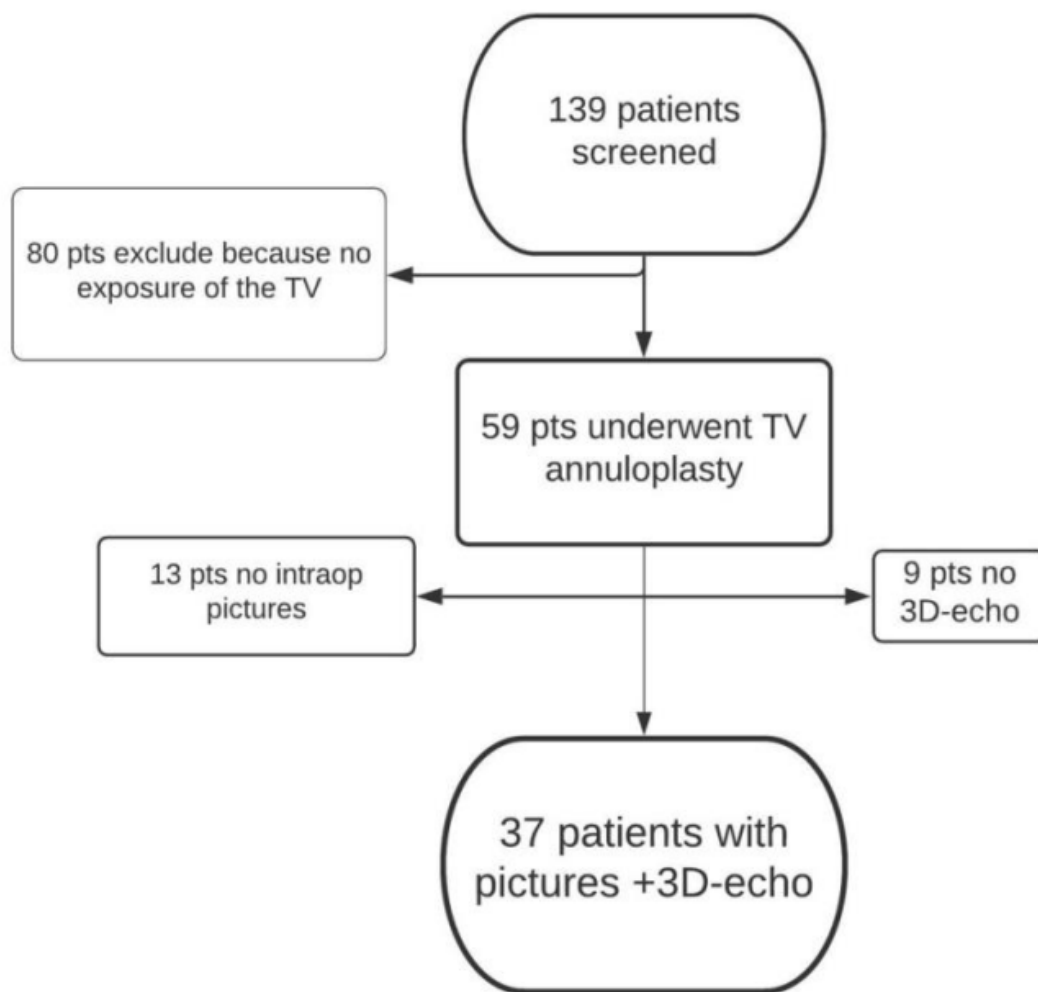 139 patients
screened
80 pts exclude because no
exposure of the TV
59 pts underwent TV
annuloplasty
13 pts no intraop
pictures
9 pts no
3D-echo
37 patients with
pictures +3D-echo